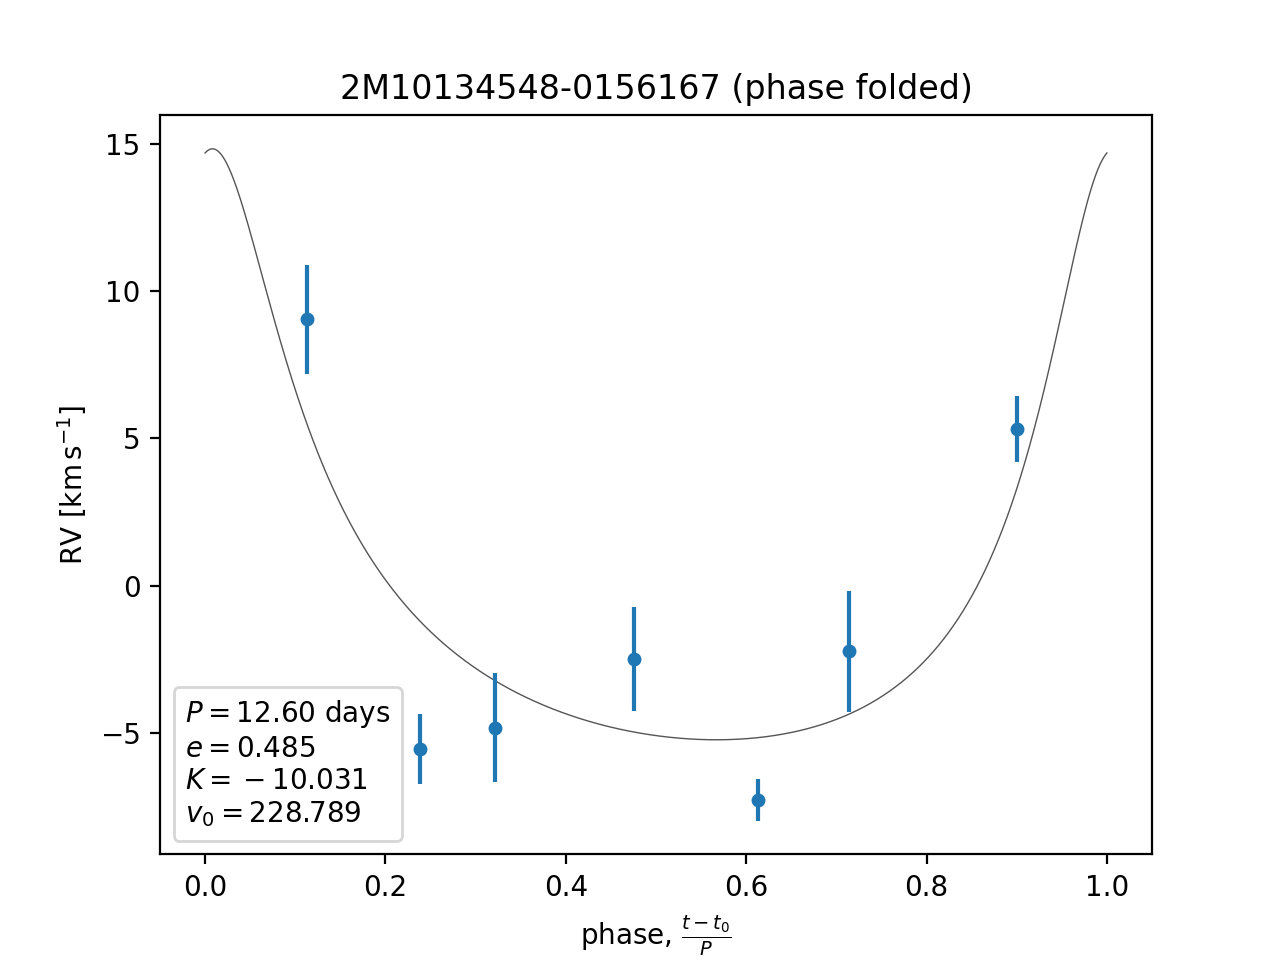 2M10134548-0156167 (phase folded)
15
10
5
0
−5
RV [km s⁻¹]
P = 12.60 days
e = 0.485
K = −10.031
v₀ = 228.789
0.0 0.2 0.4 0.6 0.8 1.0
phase, (t − t₀)/P